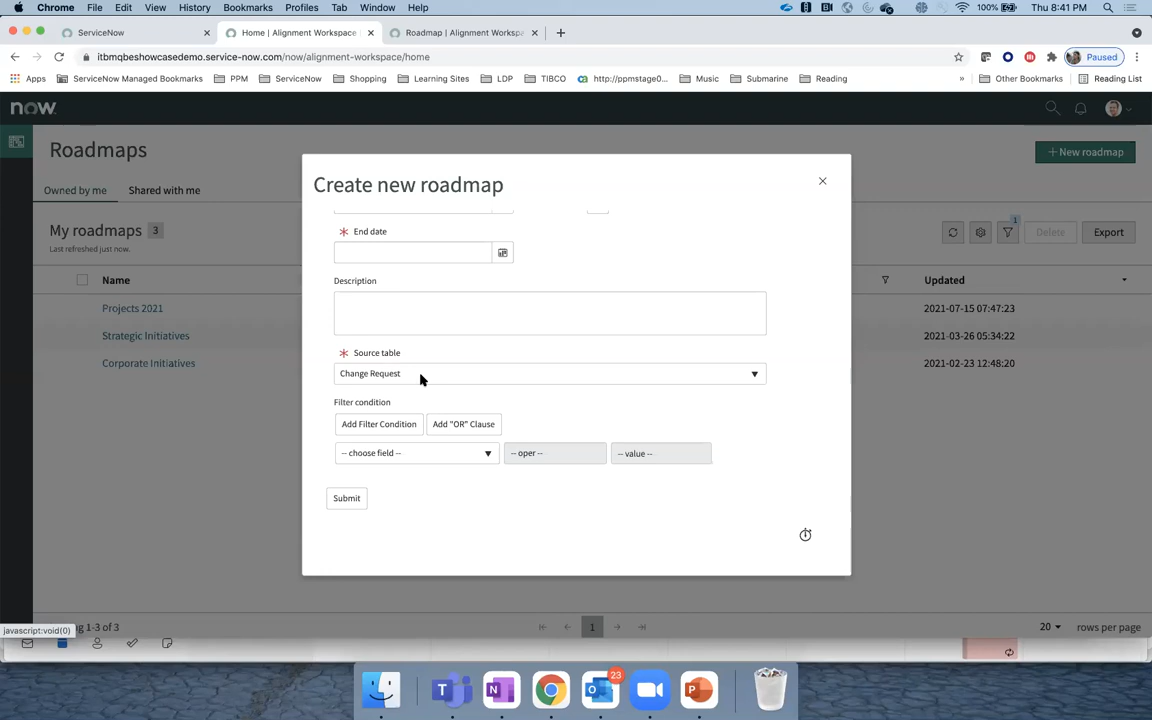 Chrome File Edit View History Bookmarks Profiles Tab Window Help 100% Thu 8:41 PM
ServiceNow Home | Alignment Workspace Roadmap | Alignment Workspa
itbmqbeshowcasedemo.service-now.com/now/alignment-workspace/home Paused
Apps ServiceNow Managed Bookmarks PPM ServiceNow Shopping Learning Sites LDP TIBCO http://ppmstage0... Music Submarine Reading » Other Bookmarks Reading List
now
Roadmaps
+ New roadmap
Owned by me Shared with me
My roadmaps 3
Last refreshed just now.
1
Delete Export
Name Updated
Projects 2021 2021-07-15 07:47:23
Strategic Initiatives 2021-03-26 05:34:22
Corporate Initiatives 2021-02-23 12:48:20
Create new roadmap
End date
Description
Source table
Change Request
Filter condition
Add Filter Condition Add "OR" Clause
-- choose field -- -- oper -- -- value --
Submit
javascript:void(0)
g 1-3 of 3 1 20 rows per page
23